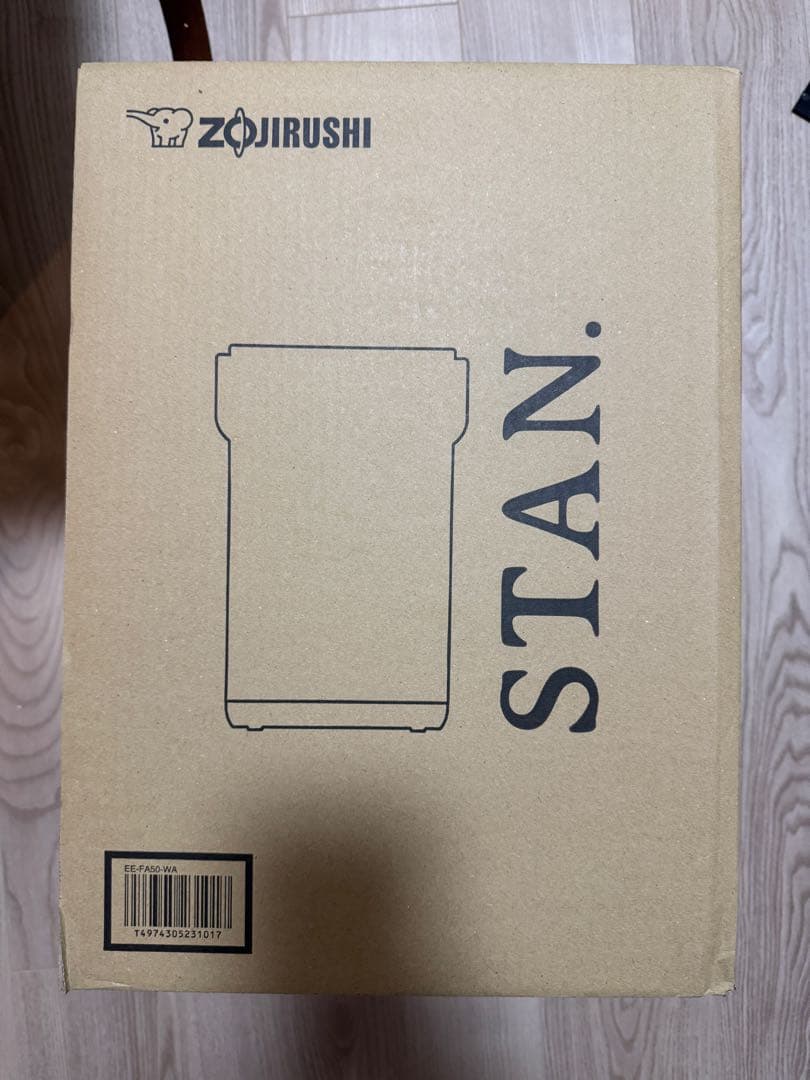 ZOJIRUSHI
STAN.
EE-FA50-WA
T4974305231017